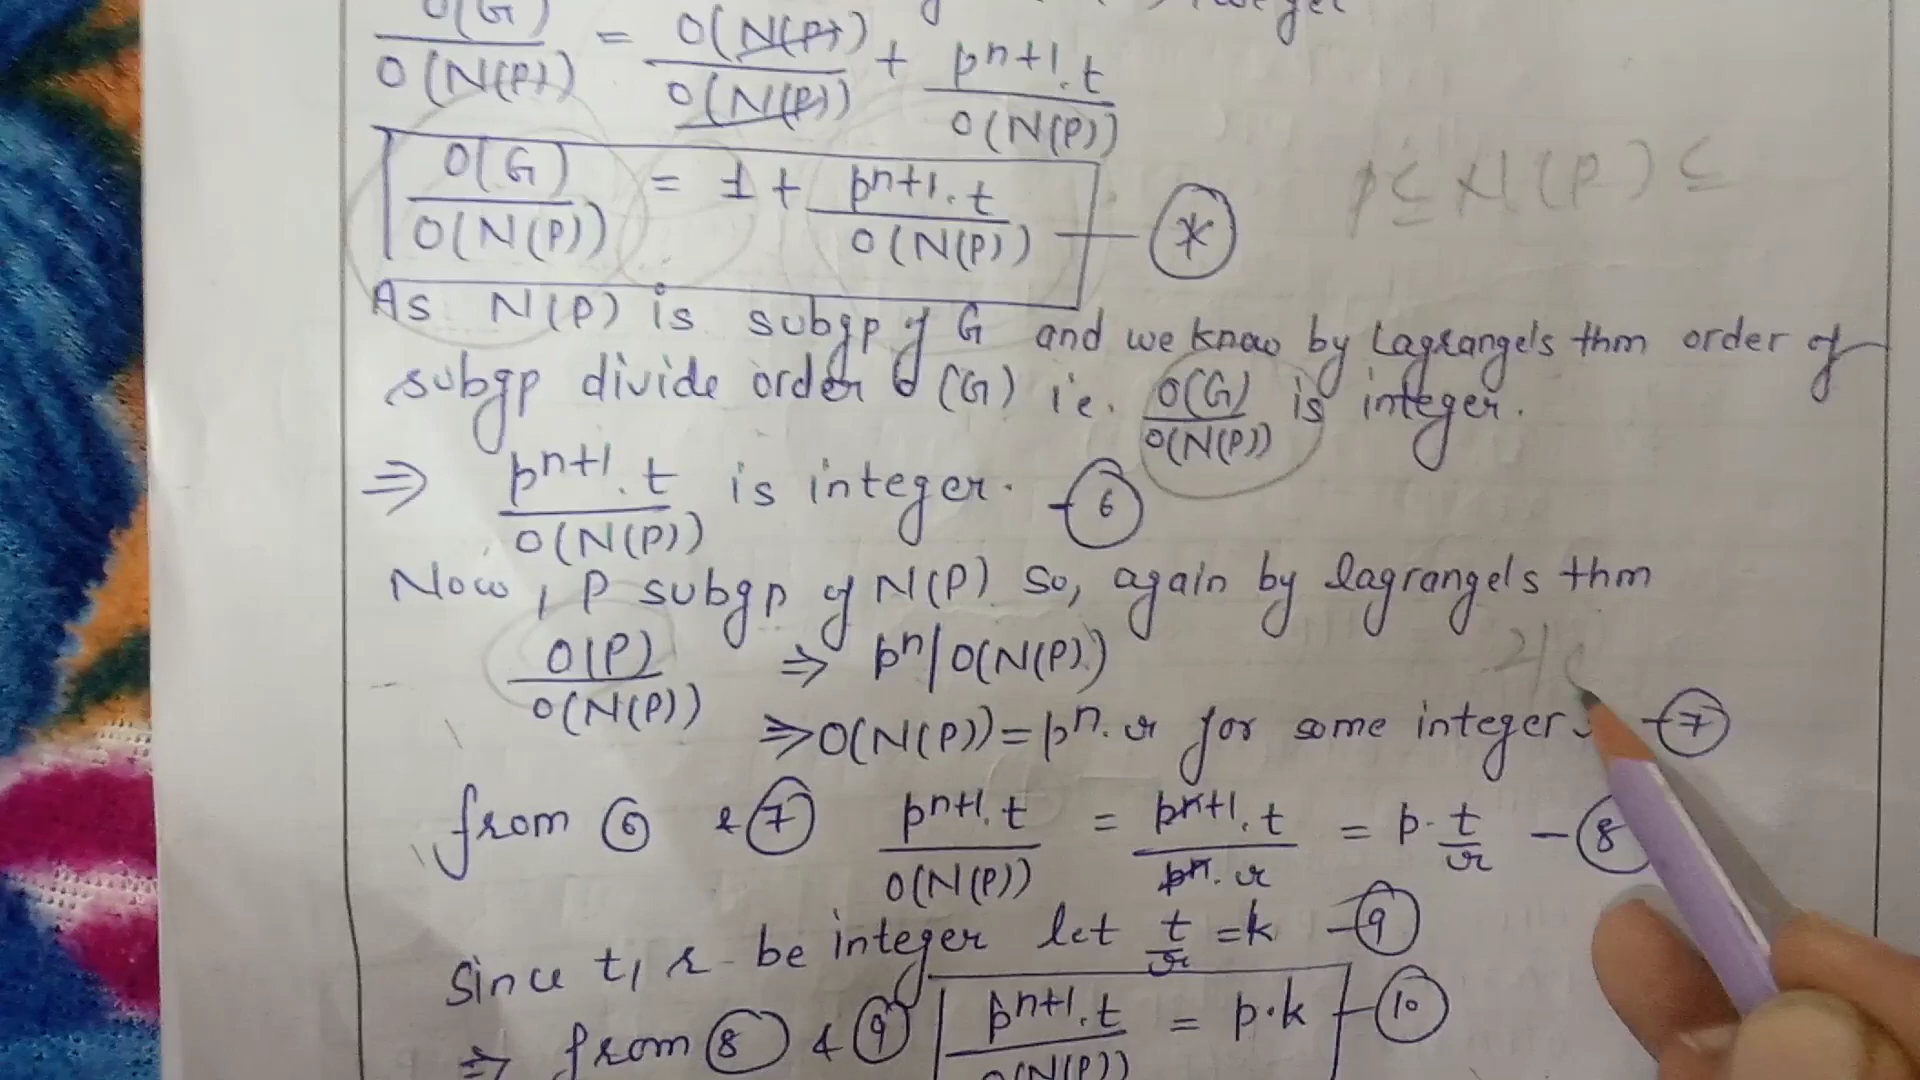 O(G)/O(N(P)) = O(N(P))/O(N(P)) + p^n+1.t/O(N(P))
O(G)/O(N(P)) = 1 + p^n+1.t/O(N(P)) — *
P ⊆ N(P) ⊆
As N(P) is subgp of G and we know by Lagrangels thm order of
subgp divide order O(G) i.e. O(G)/O(N(P)) is integer.
⇒ p^n+1.t/O(N(P)) is integer. - 6
Now, P subgp of N(P) so, again by lagrangels thm
O(P)/O(N(P)) ⇒ p^n/O(N(P))
⇒ O(N(P)) = p^n.r for some integer - 7
from 6 & 7 p^n+1.t/O(N(P)) = p^n+1.t/p^n.r = p.t/r - 8
Since t, r be integer let t/r = k - 9
⇒ from 8 & 9 p^n+1.t/O(N(P)) = p.k - 10